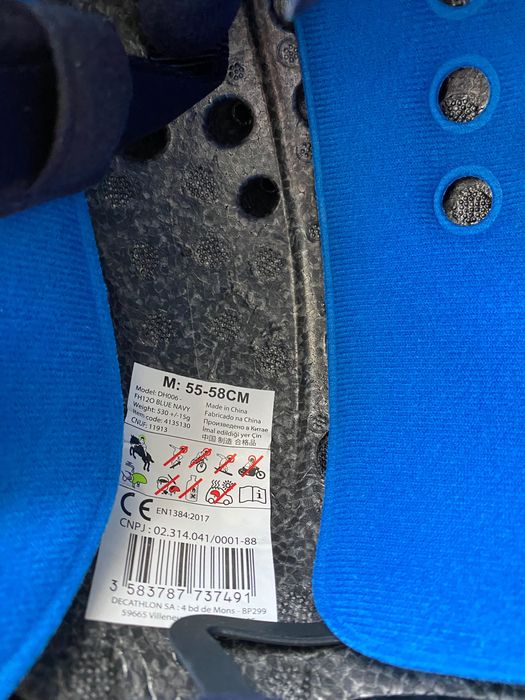 M: 55-58CM
Model: DH006 -
FH12O BLUE NAVY
Weight: 530 +/-15g
Item code: 4135130
CNUF: 11913
Made in China
Fabricado na China
Произведено в Китае
İmal edildiği yer Çin
中国 制造 合格品
CE EN1384:2017
CNPJ : 02.314.041/0001-88
3 583787 737491
DECATHLON SA : 4 bd de Mons - BP299
59665